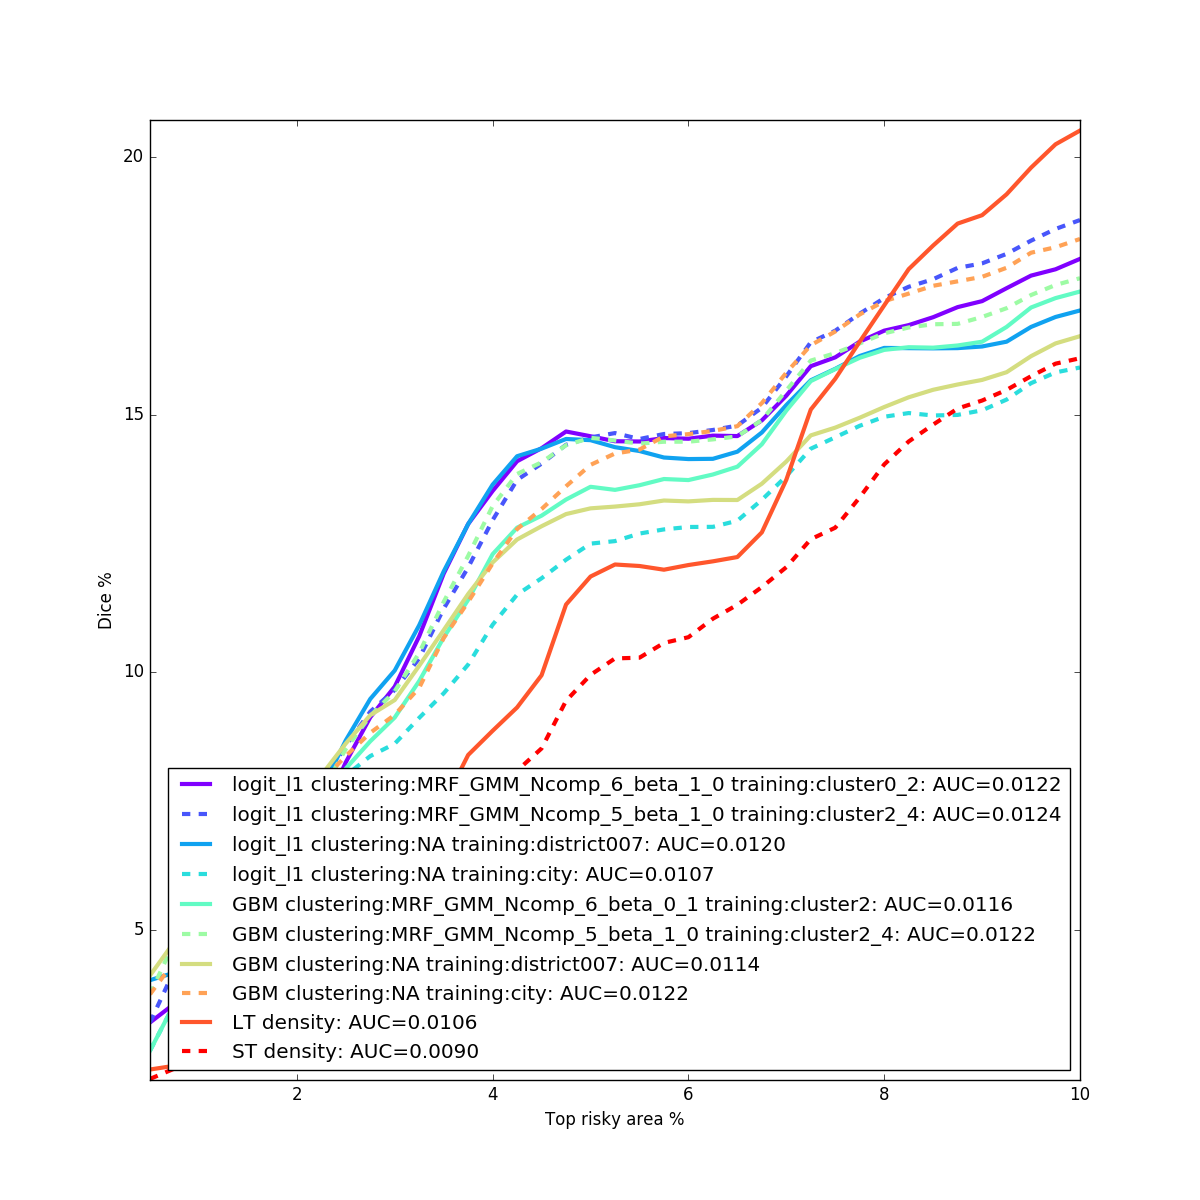 20
15
10
5
Dice %
logit_l1 clustering:MRF_GMM_Ncomp_6_beta_1_0 training:cluster0_2: AUC=0.0122
logit_l1 clustering:MRF_GMM_Ncomp_5_beta_1_0 training:cluster2_4: AUC=0.0124
logit_l1 clustering:NA training:district007: AUC=0.0120
logit_l1 clustering:NA training:city: AUC=0.0107
GBM clustering:MRF_GMM_Ncomp_6_beta_0_1 training:cluster2: AUC=0.0116
GBM clustering:MRF_GMM_Ncomp_5_beta_1_0 training:cluster2_4: AUC=0.0122
GBM clustering:NA training:district007: AUC=0.0114
GBM clustering:NA training:city: AUC=0.0122
LT density: AUC=0.0106
ST density: AUC=0.0090
2 4 6 8 10
Top risky area %